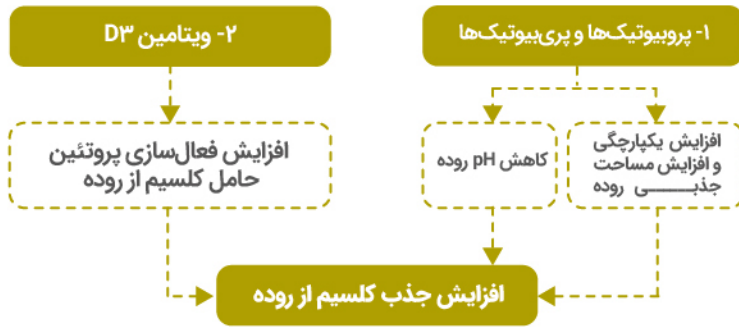 ۱- پروبیوتیک‌ها و پری‌بیوتیک‌ها
۲- ویتامین D۳
افزایش یکپارچگی
و افزایش مساحت
جذبی روده
کاهش pH روده
افزایش فعال‌سازی پروتئین
حامل کلسیم از روده
افزایش جذب کلسیم از روده